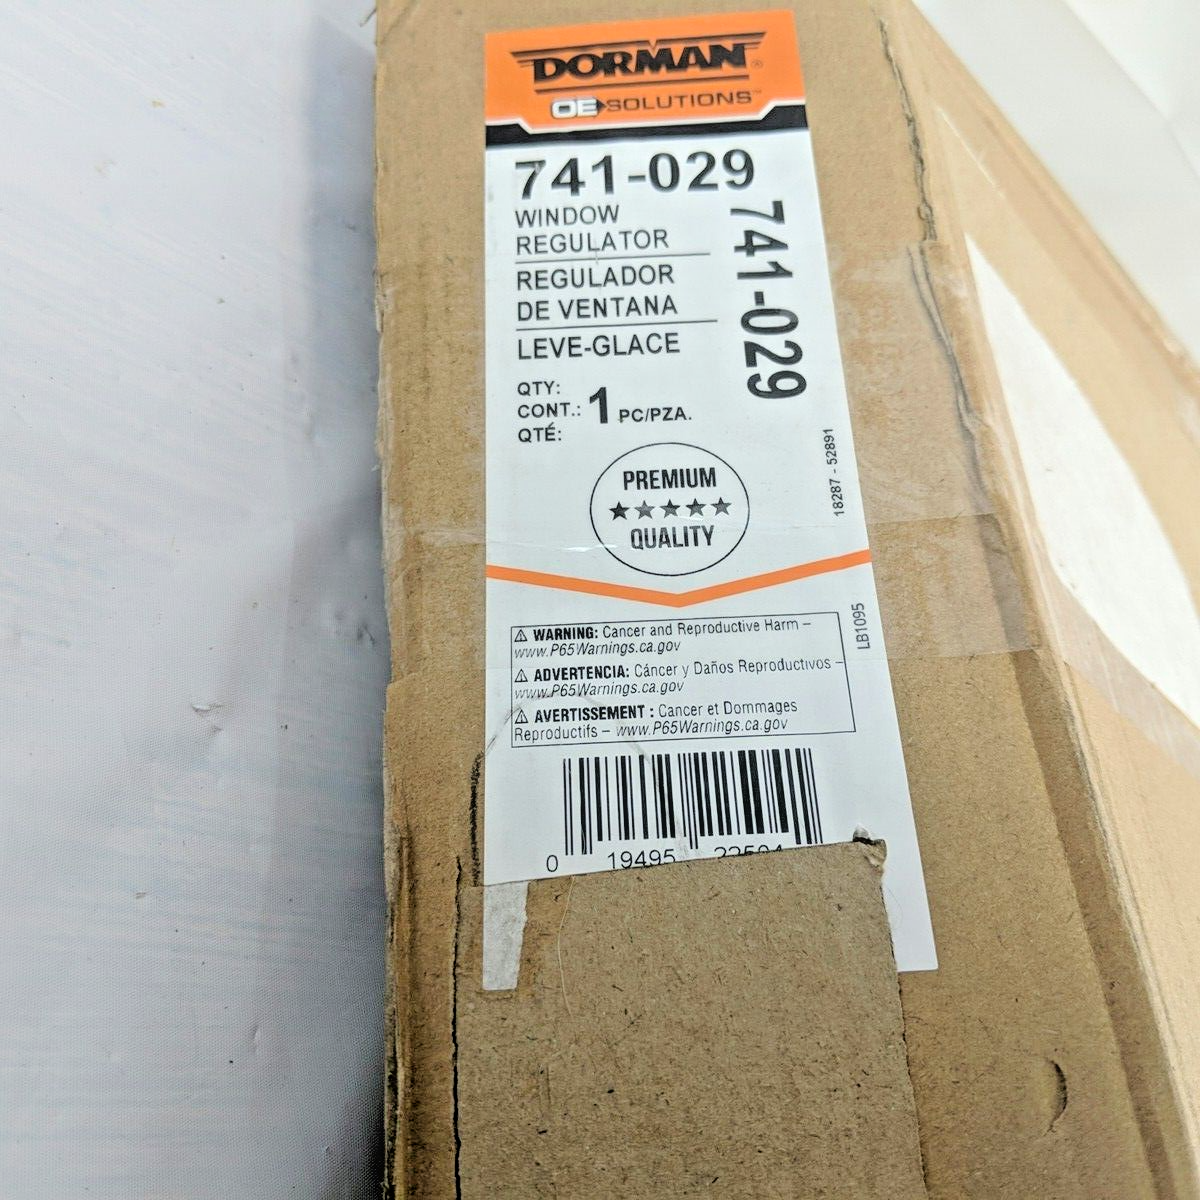 DORMAN®
OE SOLUTIONS™
741-029
WINDOW
REGULATOR
REGULADOR
DE VENTANA
LEVE-GLACE
741-029
QTY:
CONT.: 1 PC/PZA.
QTÉ:
PREMIUM
QUALITY
18287 - 52891
⚠ WARNING: Cancer and Reproductive Harm –
www.P65Warnings.ca.gov
⚠ ADVERTENCIA: Cáncer y Daños Reproductivos –
www.P65Warnings.ca.gov
⚠ AVERTISSEMENT : Cancer et Dommages
Reproductifs – www.P65Warnings.ca.gov
LB1095
0 19495